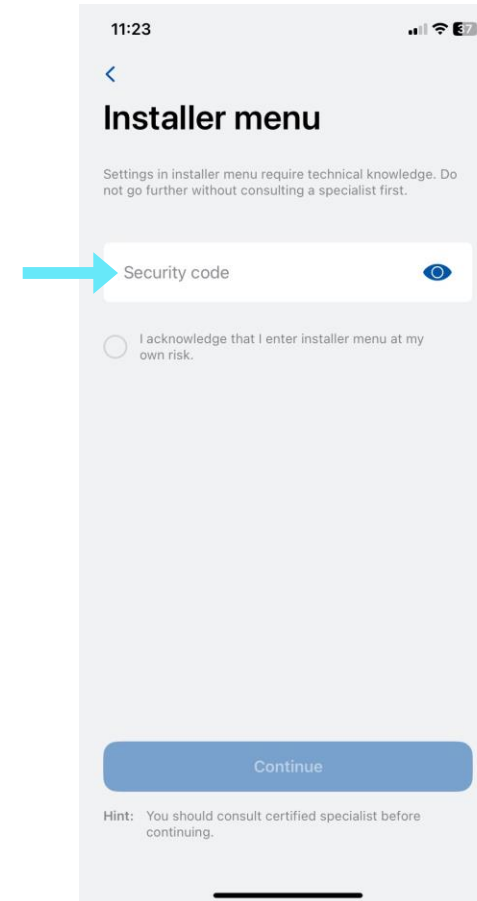 11:23
37
Installer menu
Settings in installer menu require technical knowledge. Do
not go further without consulting a specialist first.
Security code
I acknowledge that I enter installer menu at my
own risk.
Continue
Hint: You should consult certified specialist before
continuing.